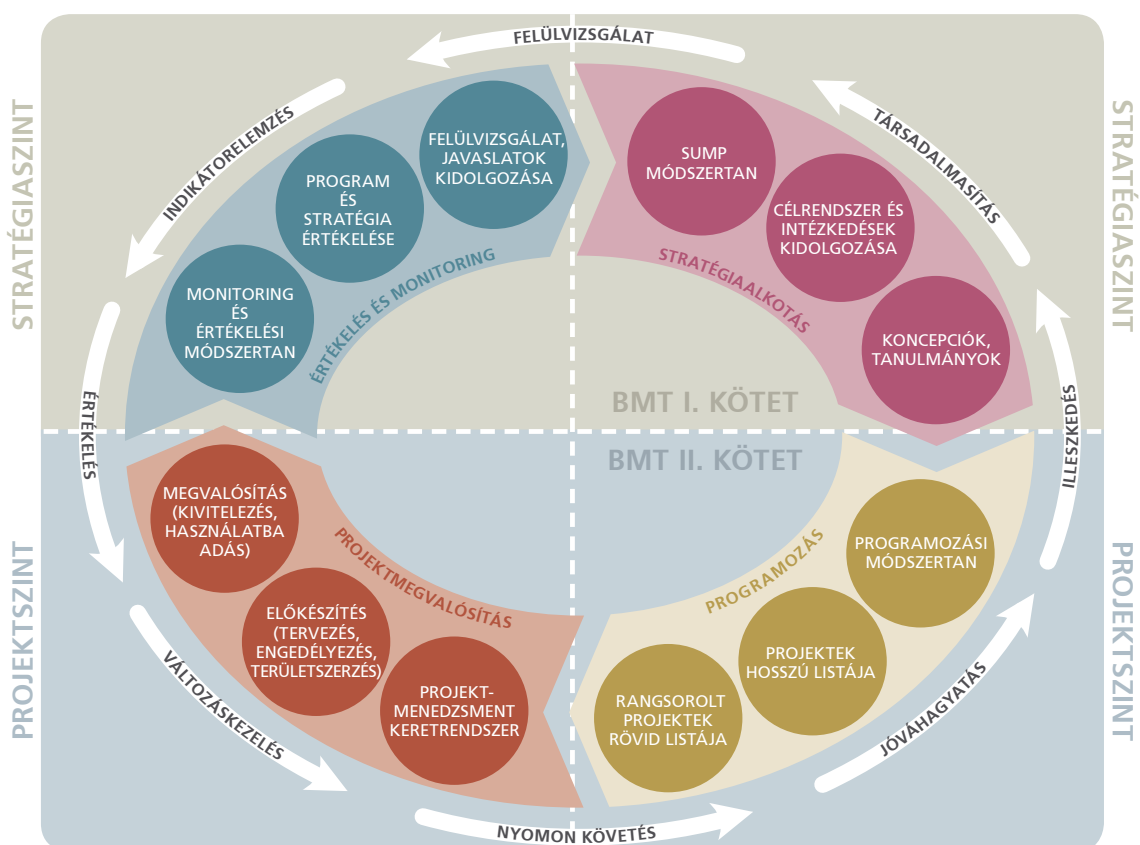 FELÜLVIZSGÁLAT
INDIKÁTORELEMZÉS
TÁRSADALMASÍTÁS
STRATÉGIASZINT
STRATÉGIASZINT
FELÜLVIZSGÁLAT,
JAVASLATOK
KIDOLGOZÁSA
PROGRAM
ÉS
STRATÉGIA
ÉRTÉKELÉSE
MONITORING
ÉS
ÉRTÉKELÉSI
MÓDSZERTAN
ÉRTÉKELÉS ÉS MONITORING
SUMP
MÓDSZERTAN
CÉLRENDSZER ÉS
INTÉZKEDÉSEK
KIDOLGOZÁSA
KONCEPCIÓK,
TANULMÁNYOK
STRATÉGIAALKOTÁS
BMT I. KÖTET
BMT II. KÖTET
ÉRTÉKELÉS
ILLESZKEDÉS
MEGVALÓSÍTÁS
(KIVITELEZÉS,
HASZNÁLATBA
ADÁS)
ELŐKÉSZÍTÉS
(TERVEZÉS,
ENGEDÉLYEZÉS,
TERÜLETSZERZÉS)
PROJEKT-
MENEDZSMENT
KERETRENDSZER
PROJEKTMEGVALÓSÍTÁS
PROGRAMOZÁS
PROGRAMOZÁSI
MÓDSZERTAN
PROJEKTEK
HOSSZÚ LISTÁJA
RANGSOROLT
PROJEKTEK
RÖVID LISTÁJA
PROJEKTSZINT
PROJEKTSZINT
VÁLTOZÁSKEZELÉS
JÓVÁHAGYATÁS
NYOMON KÖVETÉS